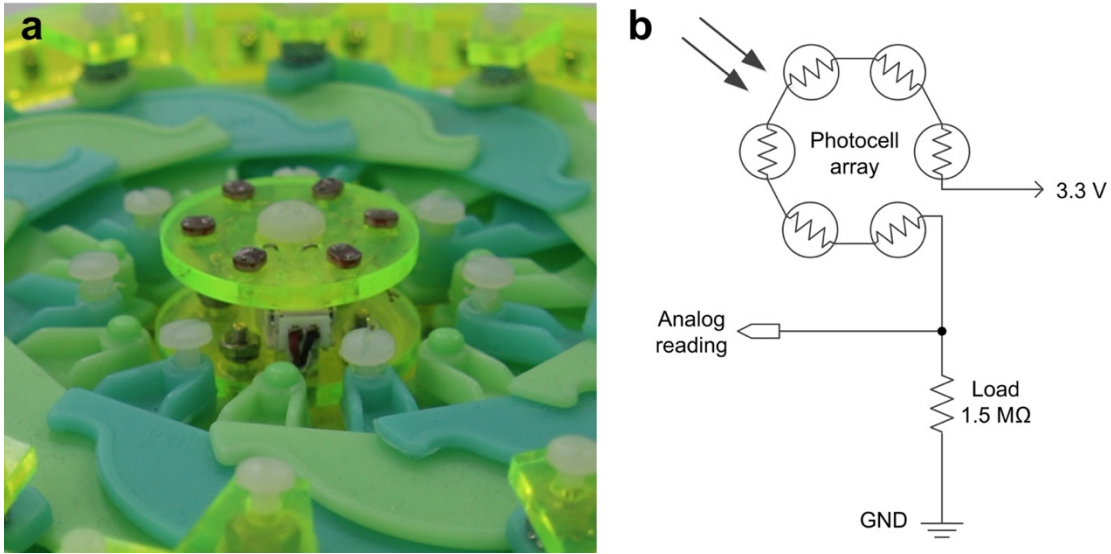 a
b
Photocell
array
3.3 V
Analog
reading
Load
1.5 MΩ
GND